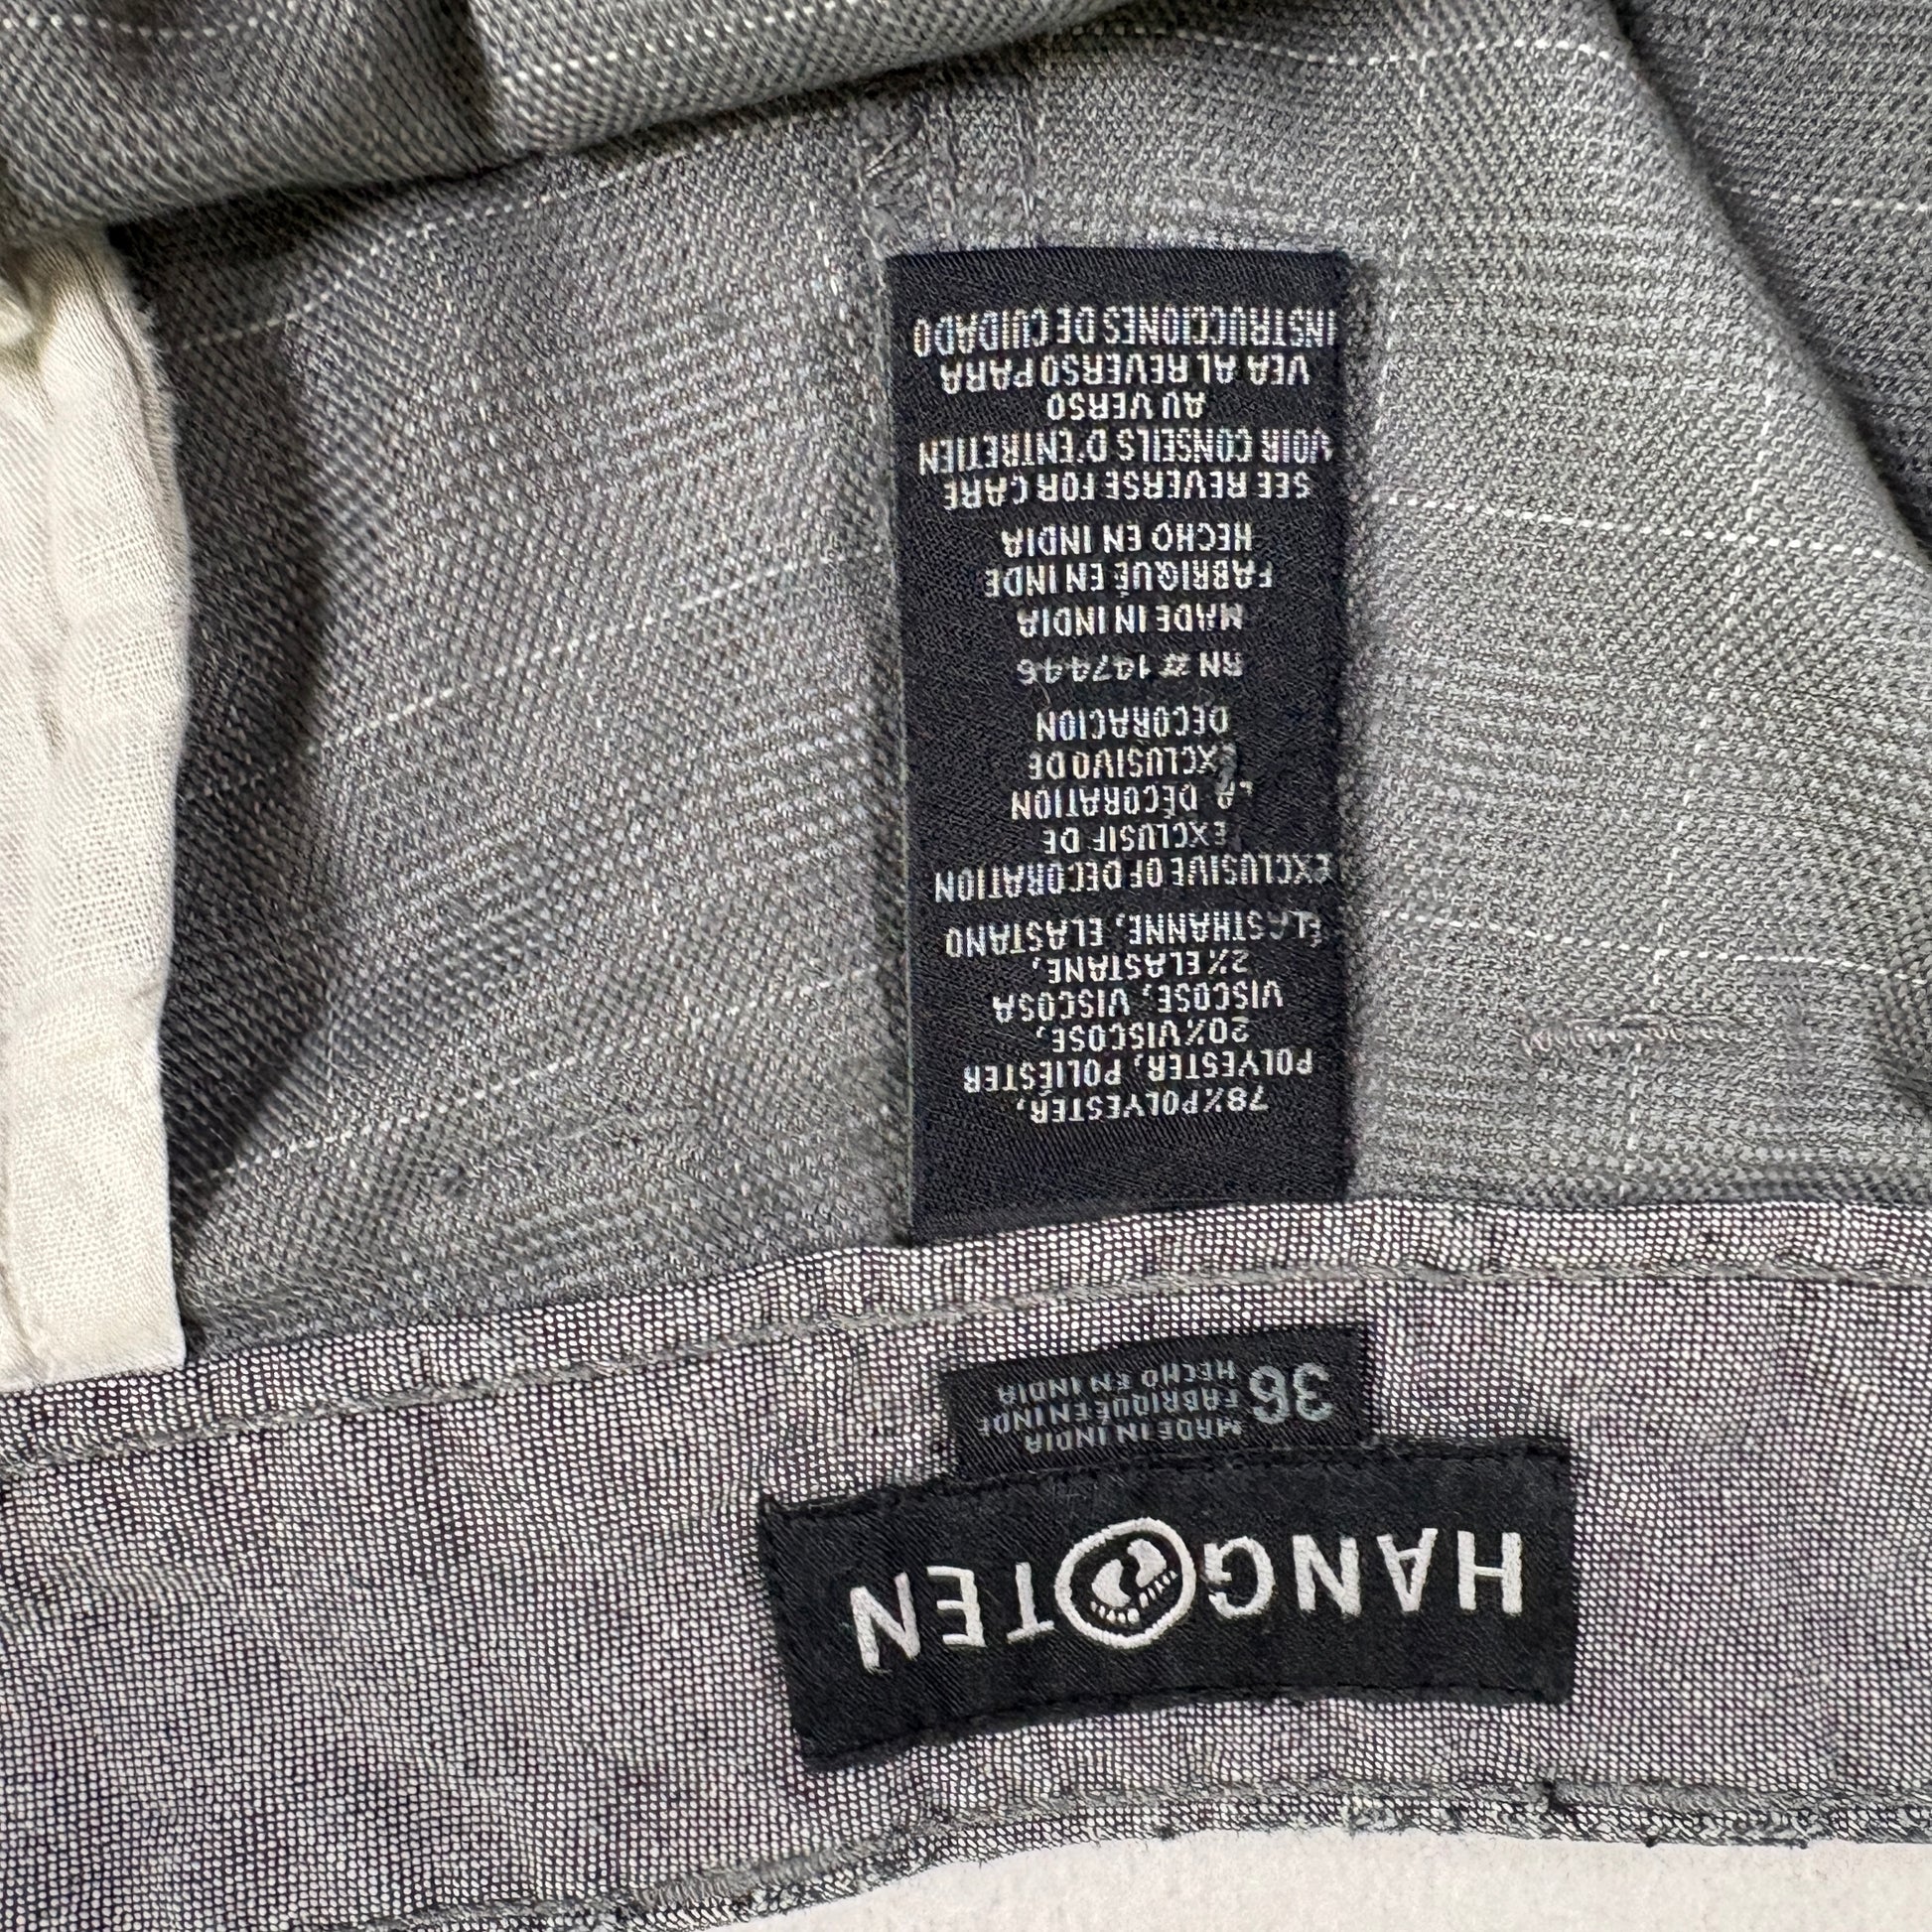 HANG TEN
36
MADE IN INDIA
FABRIQUÉ EN INDE
HECHO EN INDIA
78% POLYESTER,
POLYESTER, POLIÉSTER
20% VISCOSE,
VISCOSE, VISCOSA
2% ELASTANE,
ÉLASTHANNE, ELASTANO
EXCLUSIVE OF DECORATION
EXCLUSIF DE
LA DÉCORATION
EXCLUSIVO DE
DECORACION
RN # 147446
MADE IN INDIA
FABRIQUÉ EN INDE
HECHO EN INDIA
SEE REVERSE FOR CARE
VOIR CONSEILS D'ENTRETIEN
AU VERSO
VEA AL REVERSO PARA
INSTRUCCIONES DE CUIDADO